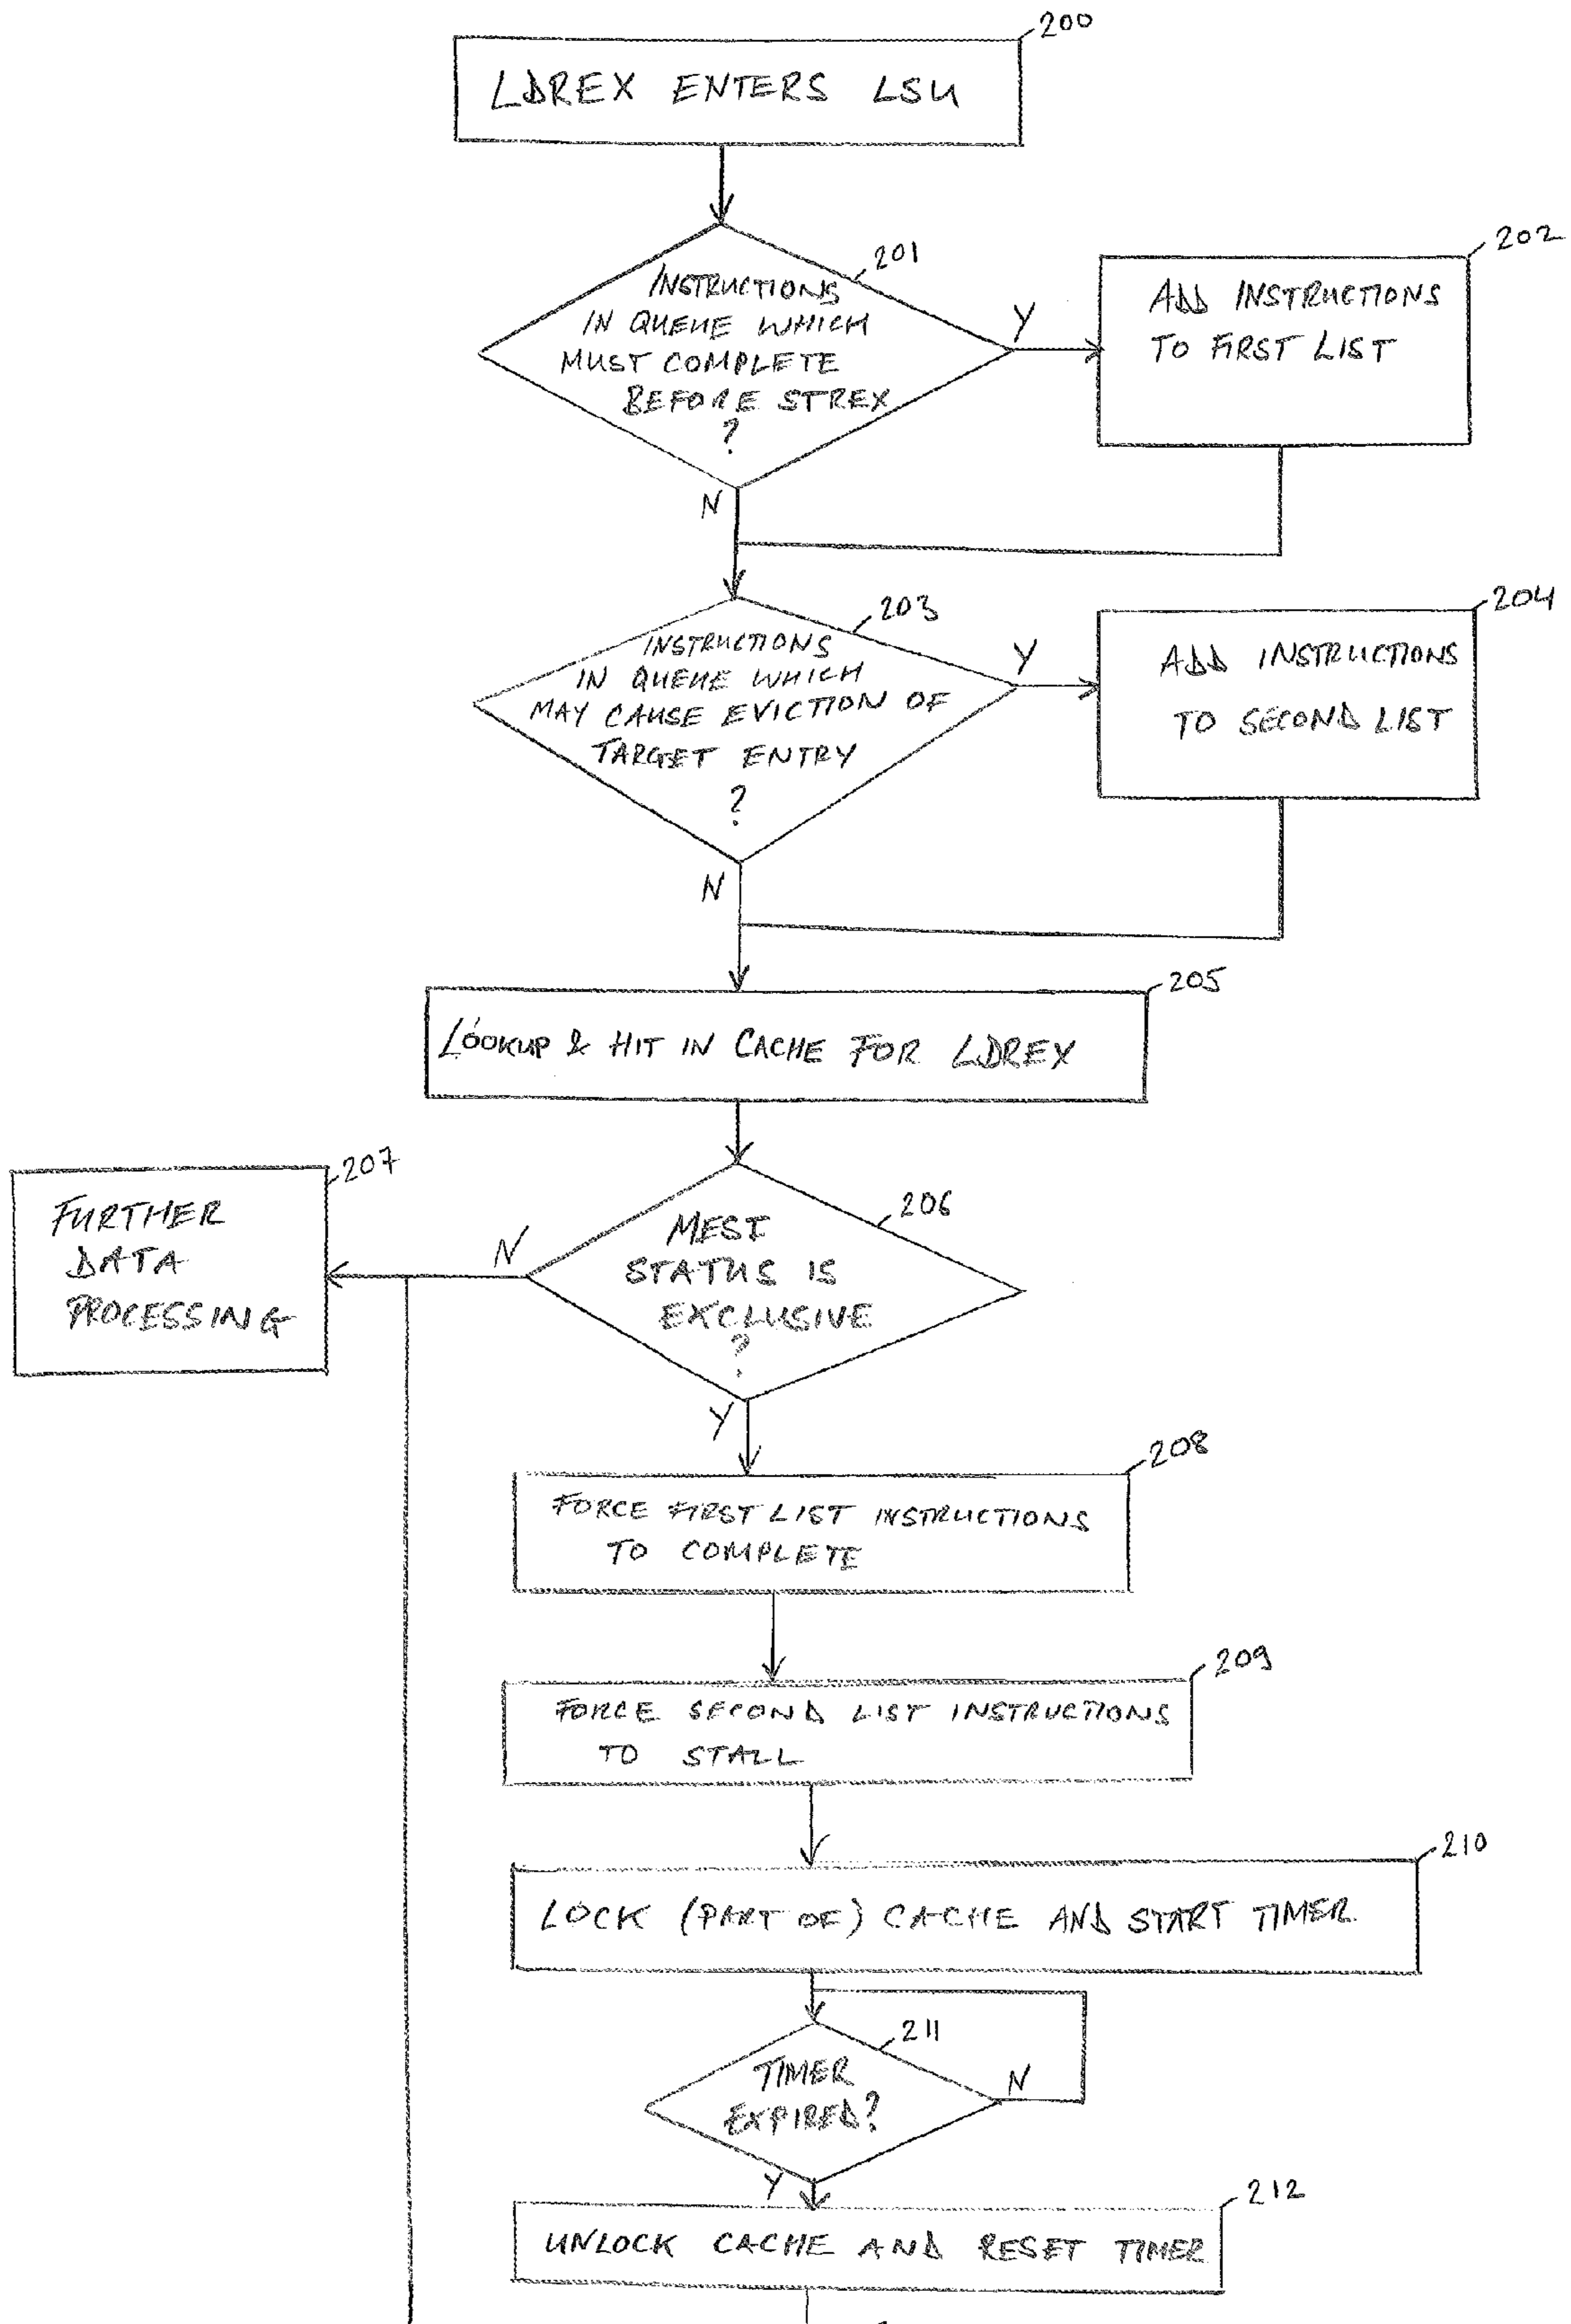 200
LDREX ENTERS LSU
201
INSTRUCTIONS
IN QUEUE WHICH
MUST COMPLETE
BEFORE STREX
?
Y
N
202
ADD INSTRUCTIONS
TO FIRST LIST
203
INSTRUCTIONS
IN QUEUE WHICH
MAY CAUSE EVICTION OF
TARGET ENTRY
?
Y
N
204
ADD INSTRUCTIONS
TO SECOND LIST
205
LOOKUP & HIT IN CACHE FOR LDREX
206
MESI
STATUS IS
EXCLUSIVE
?
N
Y
207
FURTHER
DATA
PROCESSING
208
FORCE FIRST LIST INSTRUCTIONS
TO COMPLETE
209
FORCE SECOND LIST INSTRUCTIONS
TO STALL
210
LOCK (PART OF) CACHE AND START TIMER
211
TIMER
EXPIRED?
N
Y
212
UNLOCK CACHE AND RESET TIMER